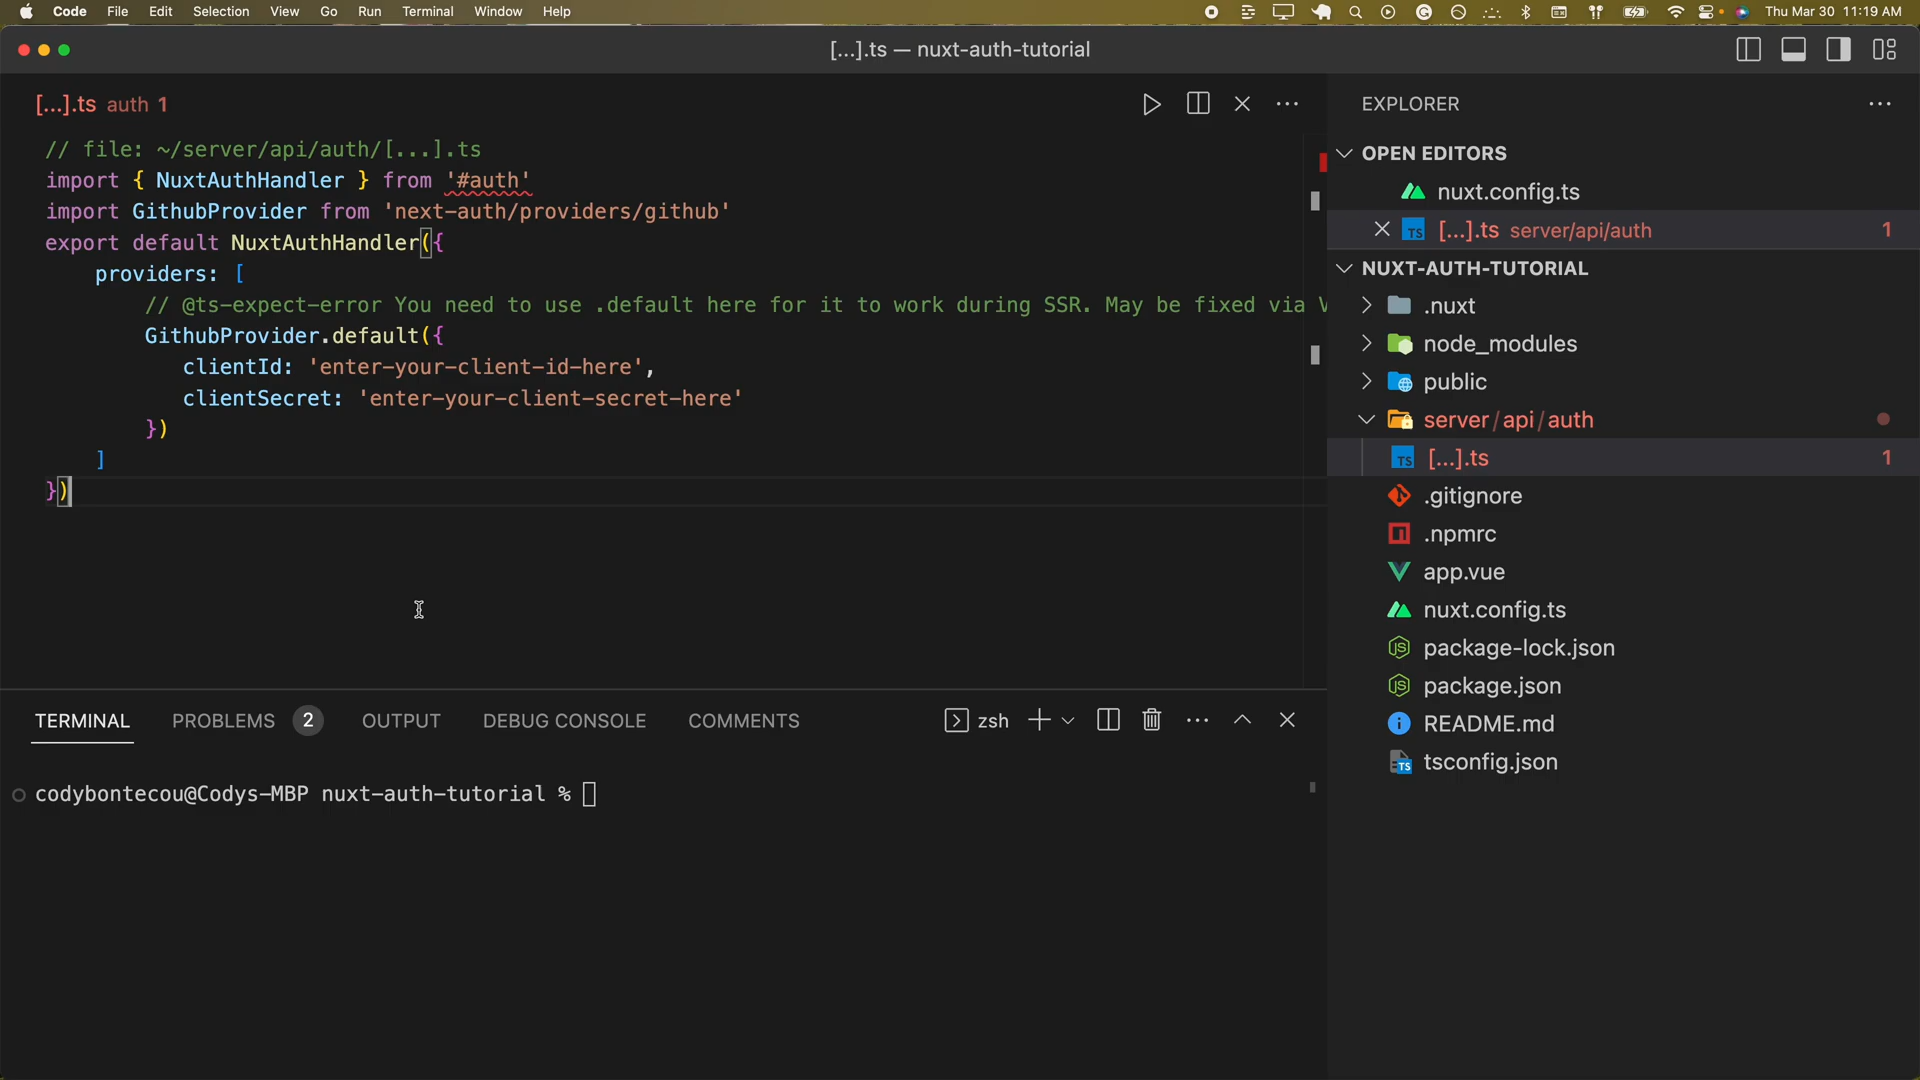 Code File Edit Selection View Go Run Terminal Window Help Thu Mar 30 11:19 AM
[...].ts — nuxt-auth-tutorial
[...].ts auth 1
// file: ~/server/api/auth/[...].ts
import { NuxtAuthHandler } from '#auth'
import GithubProvider from 'next-auth/providers/github'
export default NuxtAuthHandler({
providers: [
// @ts-expect-error You need to use .default here for it to work during SSR. May be fixed via V
GithubProvider.default({
clientId: 'enter-your-client-id-here',
clientSecret: 'enter-your-client-secret-here'
})
]
})
TERMINAL PROBLEMS 2 OUTPUT DEBUG CONSOLE COMMENTS zsh
codybontecou@Codys-MBP nuxt-auth-tutorial %
EXPLORER
OPEN EDITORS
nuxt.config.ts
TS [...].ts server/api/auth 1
NUXT-AUTH-TUTORIAL
.nuxt
node_modules
public
server/api/auth
TS [...].ts 1
.gitignore
.npmrc
app.vue
nuxt.config.ts
JS package-lock.json
JS package.json
README.md
TS tsconfig.json